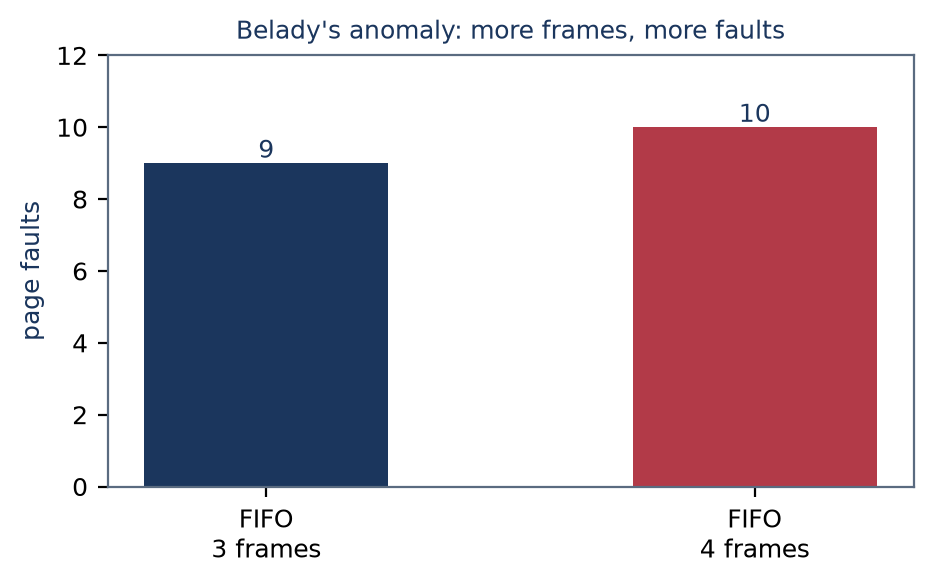 Belady's anomaly: more frames, more faults
page faults
12
10
8
6
4
2
0
9
10
FIFO
3 frames
FIFO
4 frames